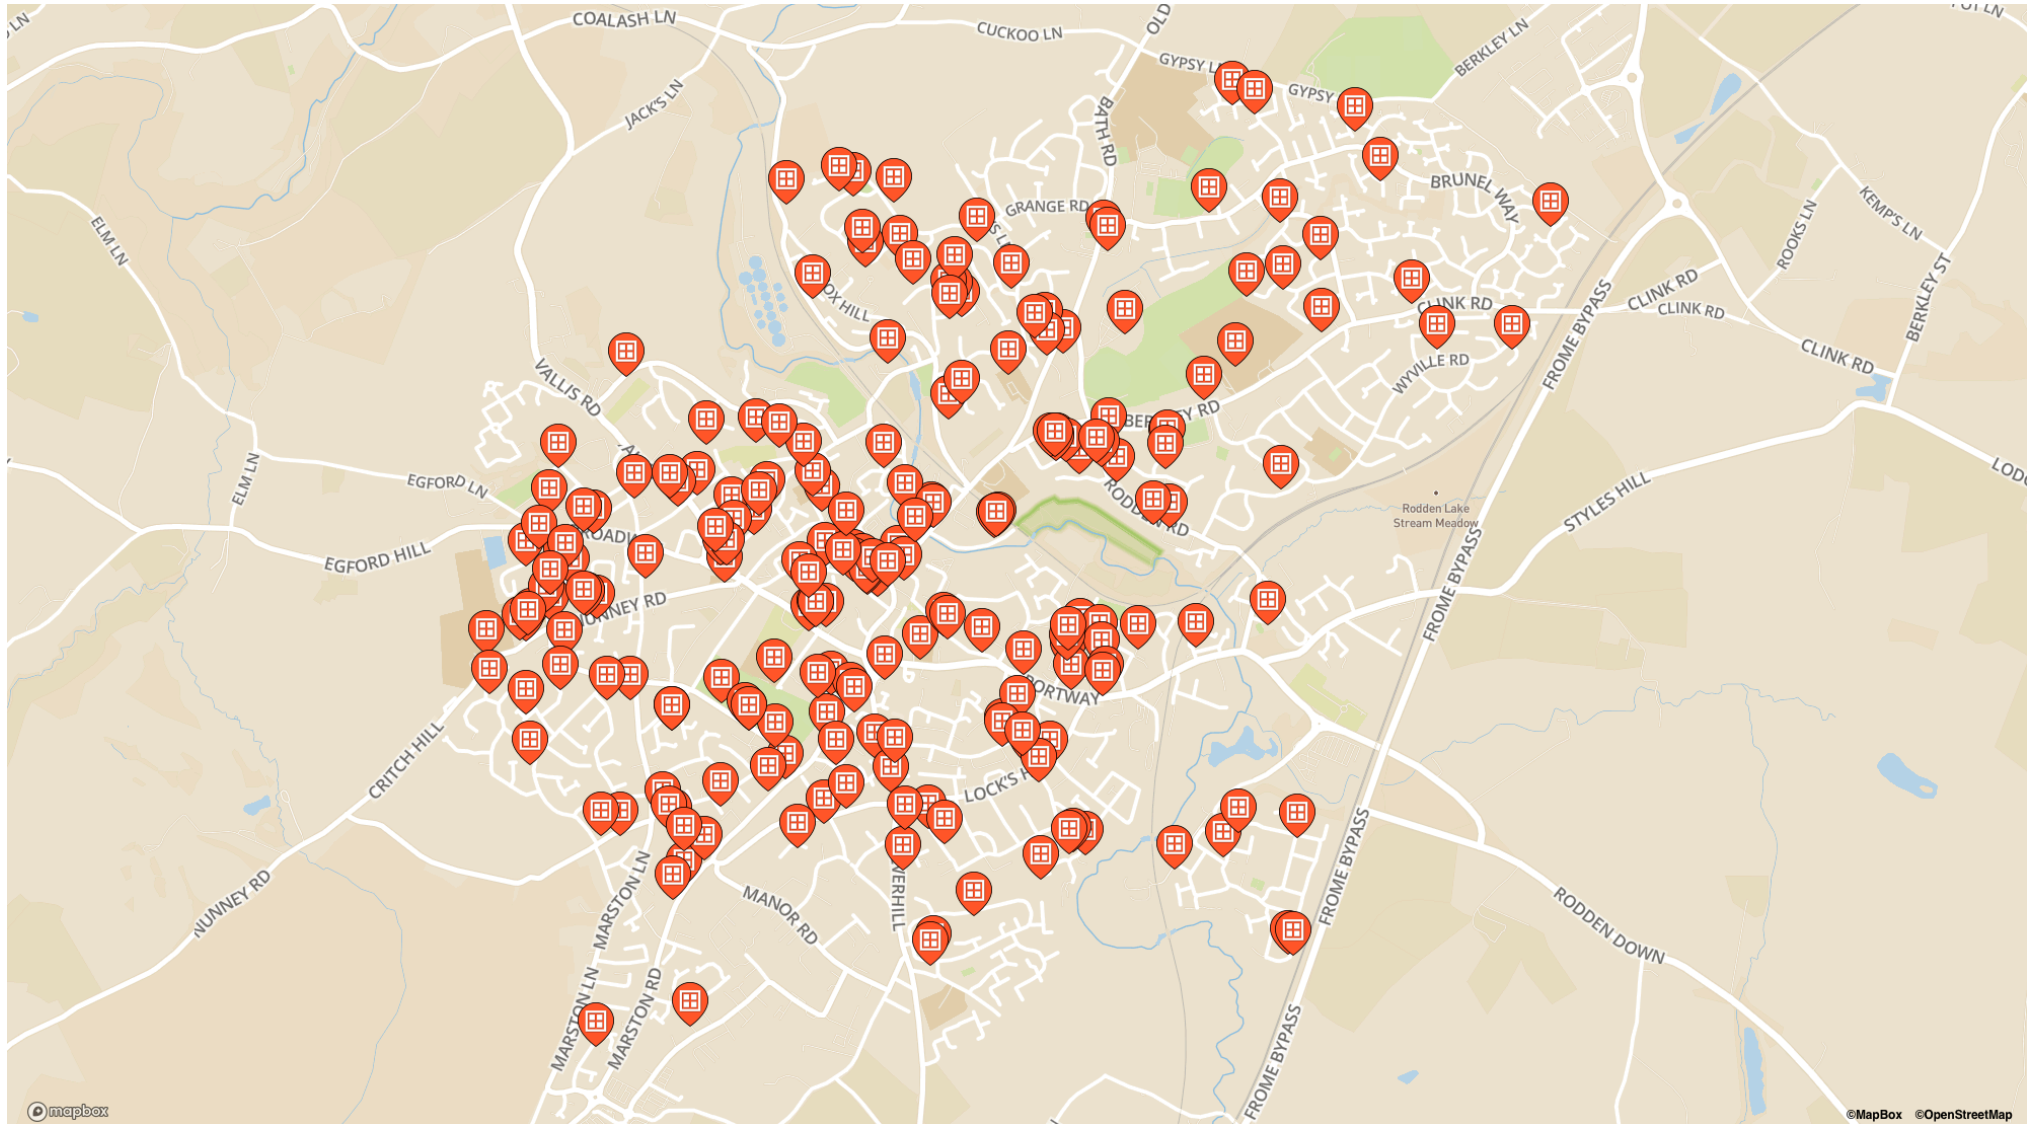 COALASH LN
CUCKOO LN
OLD
GYPSY
BERKLEY LN
JACK'S LN
GYPSY
BATH RD
BRUNEL WAY
KEMP'S LN
GRANGE RD
ROOKS LN
ELM LN
CLINK RD
CLINK RD
CLINK RD
BERKLEY ST
FROME BYPASS
CLINK RD
WYVILLE RD
VALLIS RD
ELM LN
EGFORD LN
STYLES HILL
RODDEN RD
Rodden Lake
Stream Meadow
EGFORD HILL
NUNNEY RD
FROME BYPASS
PORTWAY
CRITCH HILL
LOCK'S
NUNNEY RD
MARSTON LN
MANOR RD
FROME BYPASS
RODDEN DOWN
MARSTON LN
MARSTON RD
FROME BYPASS
mapbox
©MapBox ©OpenStreetMap